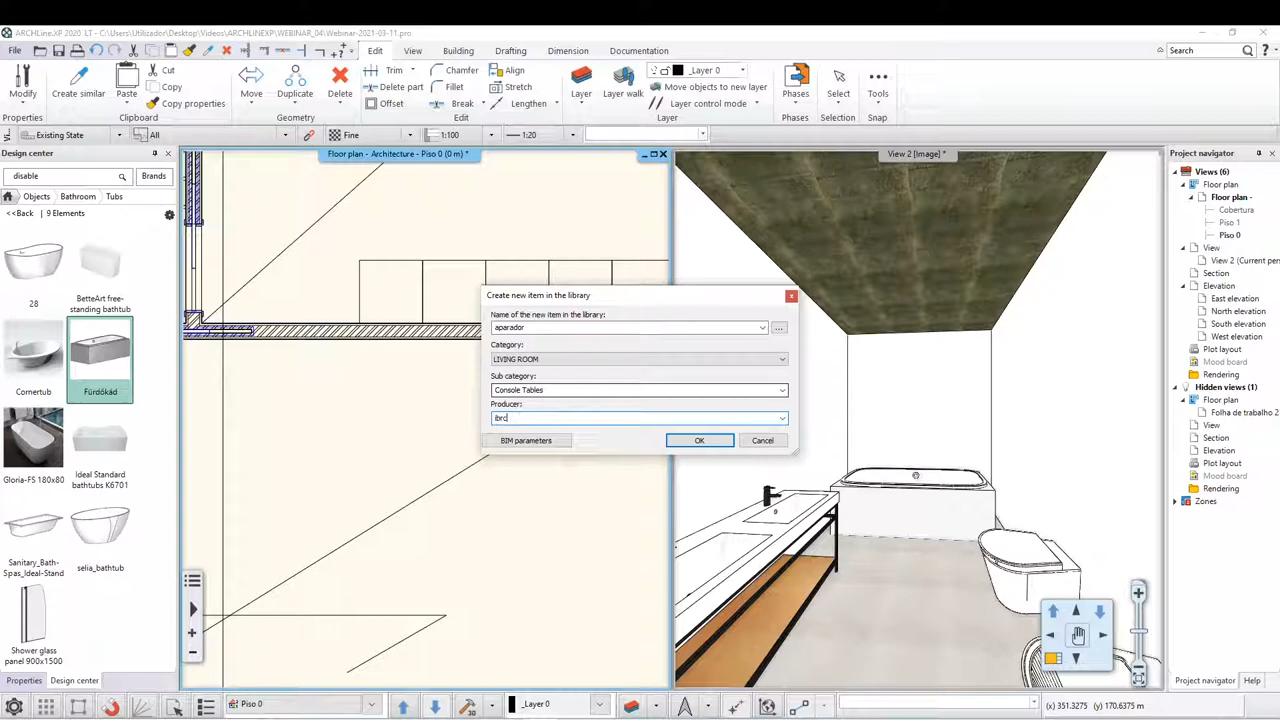 ARCHLine.XP 2020 LT - C:\Users\Utilizador\Desktop\Videos\ARCHLINEXP\WEBINAR_04\Webinar-2021-03-11.pro
File Edit View Building Drafting Dimension Documentation Search
Modify
Properties
Create similar
Paste
Cut
Copy
Copy properties
Clipboard
Move
Duplicate
Delete
Geometry
Trim
Chamfer
Align
Delete part
Fillet
Stretch
Offset
Break
Length
Edit
Layer
Layer walk
_Layer 0
Move objects to new layer
Layer control mode
Layer
Phases
Phases
Select
Selection
Tools
Snap
Existing State
All
Fine
1:100
1:20
Design center
disable
Brands
Objects
Bathroom
Tubs
<<Back
9 Elements
28
BetteArt free-standing bathtub
Cornertub
Fürdőkád
Gloria-FS 180x80
Ideal Standard bathtubs K6701
Sanitary_Bath-Spas_Ideal-Stand
selia_bathtub
Shower glass panel 900x1500
Properties
Design center
Floor plan - Architecture - Piso 0 (0 m) *
View 2 [Image] *
Create new item in the library
Name of the new item in the library:
aparador
...
Category:
LIVING ROOM
Sub category:
Console Tables
Producer:
ibrc
BIM parameters
OK
Cancel
Project navigator
Views (6)
Floor plan
Floor plan -
Cobertura
Piso 1
Piso 0
View
View 2 (Current per
Section
Elevation
East elevation
North elevation
South elevation
West elevation
Plot layout
Mood board
Rendering
Hidden views (1)
Floor plan
Folha de trabalho 2
View
Section
Elevation
Plot layout
Mood board
Rendering
Zones
Project navigator
Help
Piso 0
_Layer 0
(x) 351.3275
(y) 170.6375 m